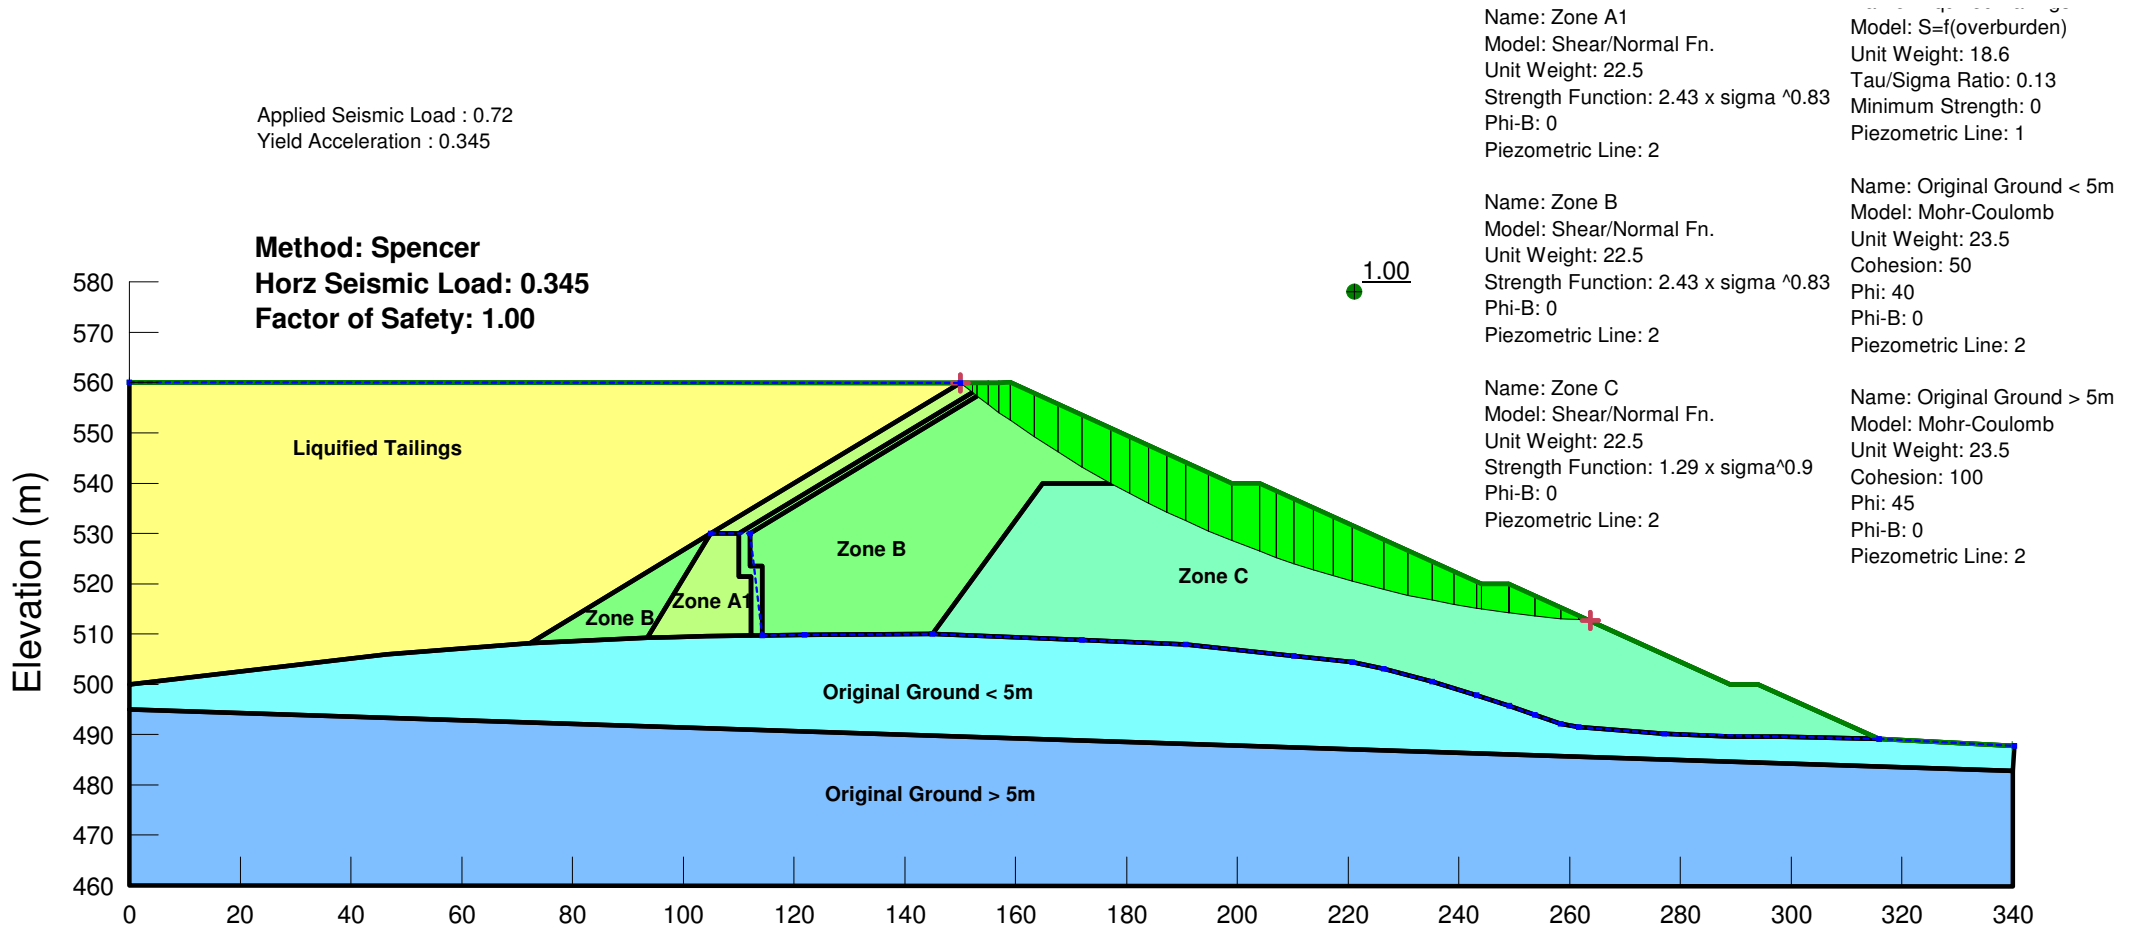 Name: Zone A1
Model: Shear/Normal Fn.
Unit Weight: 22.5
Strength Function: 2.43 x sigma ^0.83
Phi-B: 0
Piezometric Line: 2
Name: Zone B
Model: Shear/Normal Fn.
Unit Weight: 22.5
Strength Function: 2.43 x sigma ^0.83
Phi-B: 0
Piezometric Line: 2
Name: Zone C
Model: Shear/Normal Fn.
Unit Weight: 22.5
Strength Function: 1.29 x sigma^0.9
Phi-B: 0
Piezometric Line: 2
Model: S=f(overburden)
Unit Weight: 18.6
Tau/Sigma Ratio: 0.13
Minimum Strength: 0
Piezometric Line: 1
Name: Original Ground < 5m
Model: Mohr-Coulomb
Unit Weight: 23.5
Cohesion: 50
Phi: 40
Phi-B: 0
Piezometric Line: 2
Name: Original Ground > 5m
Model: Mohr-Coulomb
Unit Weight: 23.5
Cohesion: 100
Phi: 45
Phi-B: 0
Piezometric Line: 2
Applied Seismic Load : 0.72
Yield Acceleration : 0.345
Method: Spencer
Horz Seismic Load: 0.345
Factor of Safety: 1.00
1.00
Elevation (m)
580
570
560
550
540
530
520
510
500
490
480
470
460
Liquified Tailings
Zone B
Zone C
Zone A1
Zone B
Original Ground < 5m
Original Ground > 5m
0 20 40 60 80 100 120 140 160 180 200 220 240 260 280 300 320 340